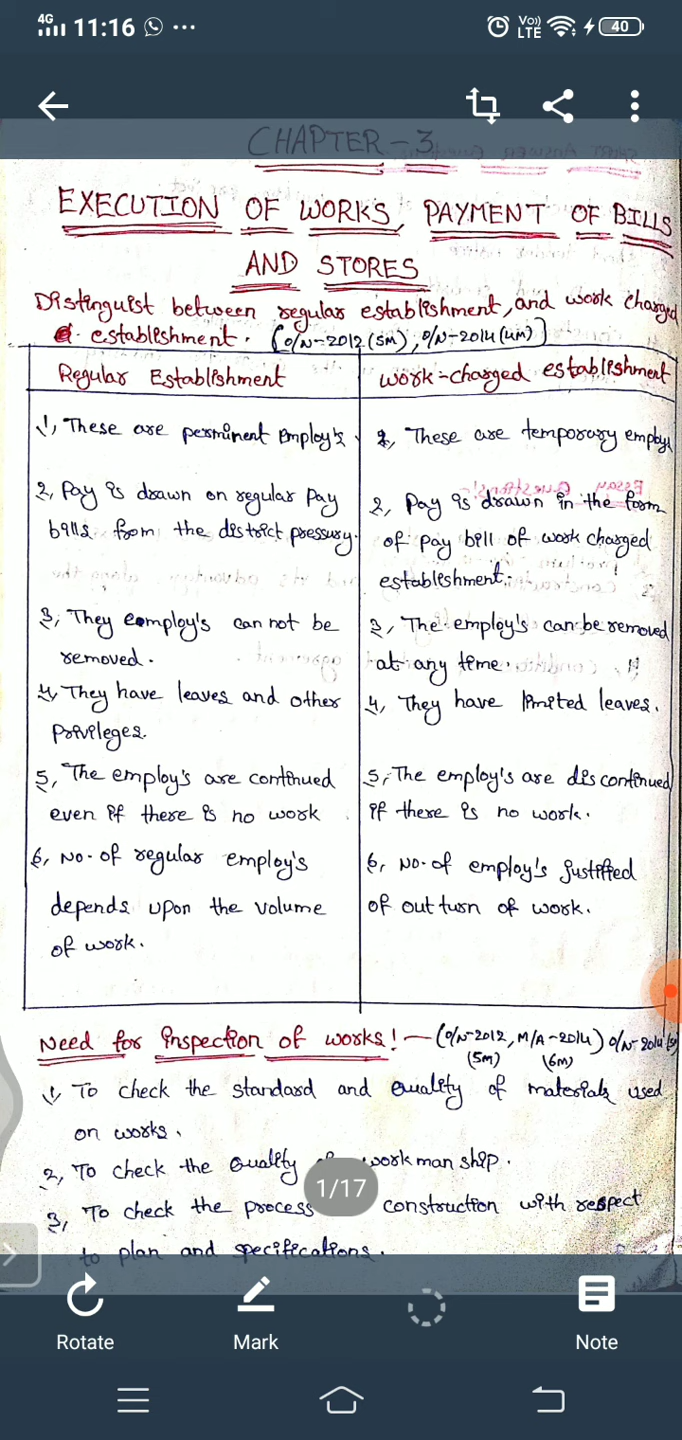 4G 11:16 ... Vo)) LTE 40
CHAPTER - 3
EXECUTION OF WORKS, PAYMENT OF BILLS
AND STORES
Distinguist between regular establishment, and work charged
establishment. (O/N-2012(5M), O/N-2014(4M))
Regular Establishment
1, These are perminent Employ's.
2, Pay is drawn on regular pay
bills from the district pressury.
3, They employ's can not be
removed.
4, They have leaves and other
privileges.
5, The employ's are continued
even if there is no work
6, No. of regular employ's
depends upon the volume
of work.
work-charged establishment
1, These are temporary employ's
2, Pay is drawn in the form
of pay bill of work charged
establishment.
3, The employ's can be removed
at any time.
4, They have limited leaves.
5, The employ's are discontinued
if there is no work.
6, No. of employ's justified
of out turn of work.
Need for inspection of works! - (O/N-2012, M/A-2014) O/N-2014
(5M) (6M)
1, To check the standard and Quality of materials used
on works.
2, To check the Quality work man ship.
3, To check the process construction with respect
to plan and specifications.
1/17
Rotate Mark Note